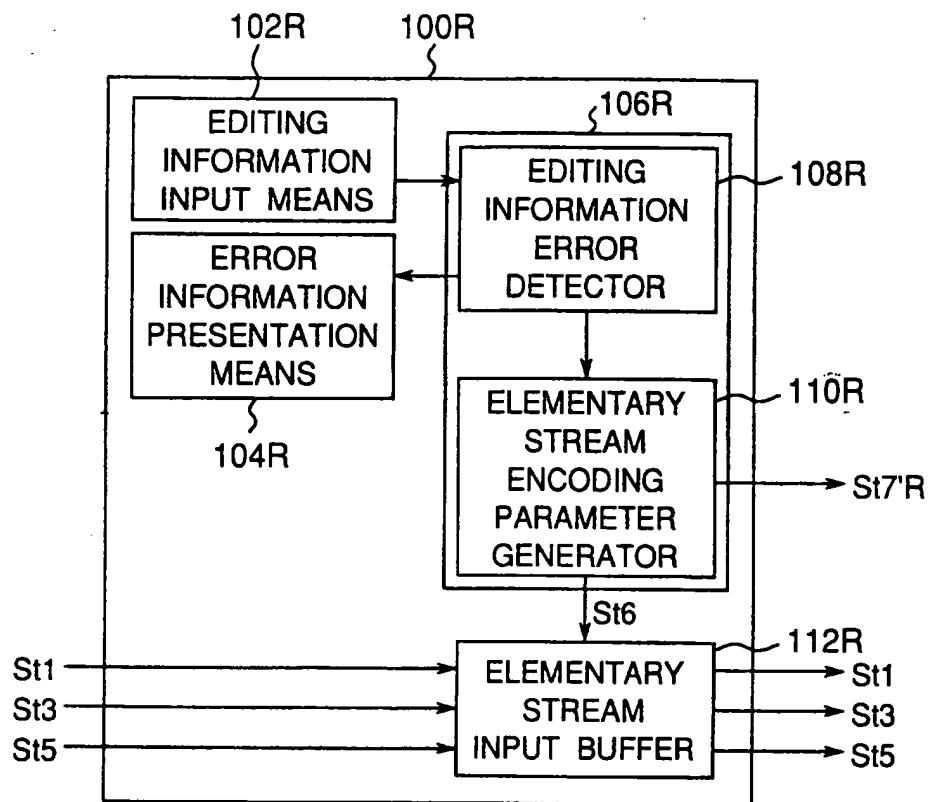 102R
100R
EDITING
INFORMATION
INPUT MEANS
106R
EDITING
INFORMATION
ERROR
DETECTOR
108R
ERROR
INFORMATION
PRESENTATION
MEANS
104R
ELEMENTARY
STREAM
ENCODING
PARAMETER
GENERATOR
110R
St7'R
St6
112R
St1
St3
St5
ELEMENTARY
STREAM
INPUT BUFFER
St1
St3
St5